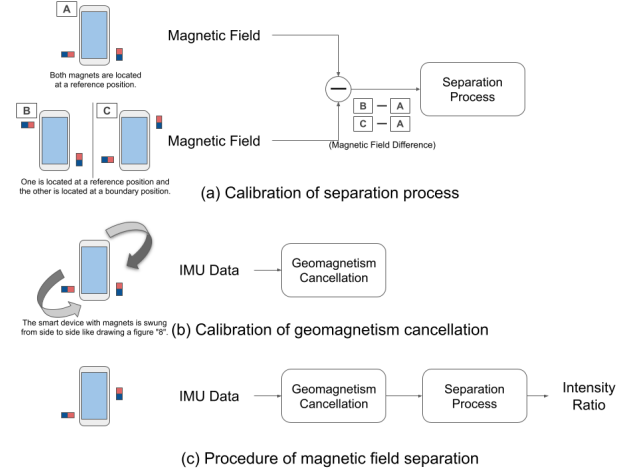 A
Magnetic Field
Both magnets are located
at a reference position.
B
C
Magnetic Field
B — A
C — A
(Magnetic Field Difference)
Separation
Process
One is located at a reference position and
the other is located at a boundary position.
(a) Calibration of separation process
IMU Data
Geomagnetism
Cancellation
The smart device with magnets is swung
from side to side like drawing a figure "8".
(b) Calibration of geomagnetism cancellation
IMU Data
Geomagnetism
Cancellation
Separation
Process
Intensity
Ratio
(c) Procedure of magnetic field separation